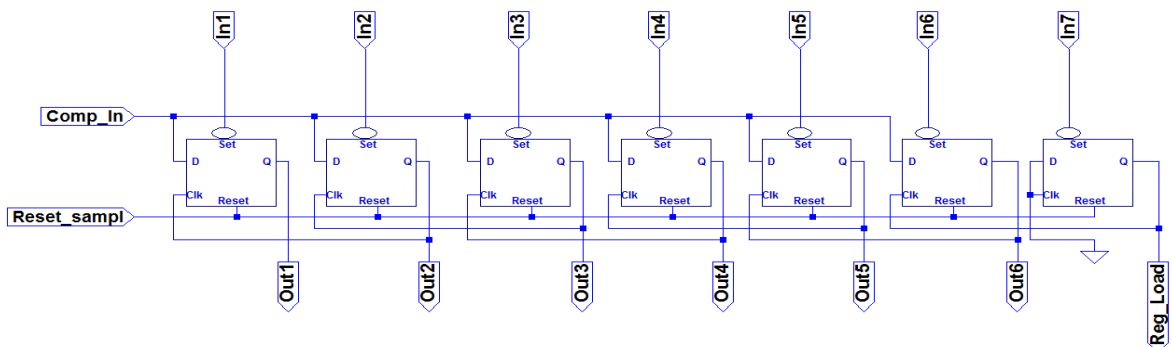 In1
In2
In3
In4
In5
In6
In7
Comp_In
Set
Set
Set
Set
Set
Set
Set
D Q
D Q
D Q
D Q
D Q
D Q
D Q
Clk
Clk
Clk
Clk
Clk
Clk
Clk
Reset
Reset
Reset
Reset
Reset
Reset
Reset
Reset_sampl
Out1
Out2
Out3
Out4
Out5
Out6
Reg_Load